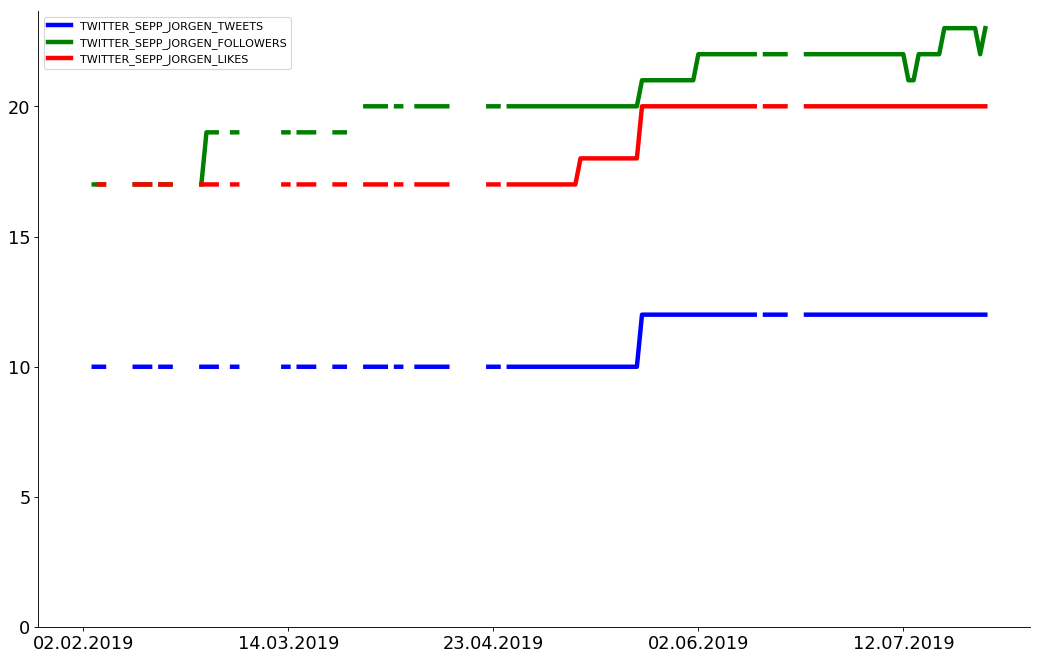 TWITTER_SEPP_JORGEN_TWEETS
TWITTER_SEPP_JORGEN_FOLLOWERS
TWITTER_SEPP_JORGEN_LIKES
20
15
10
5
0
02.02.2019 14.03.2019 23.04.2019 02.06.2019 12.07.2019